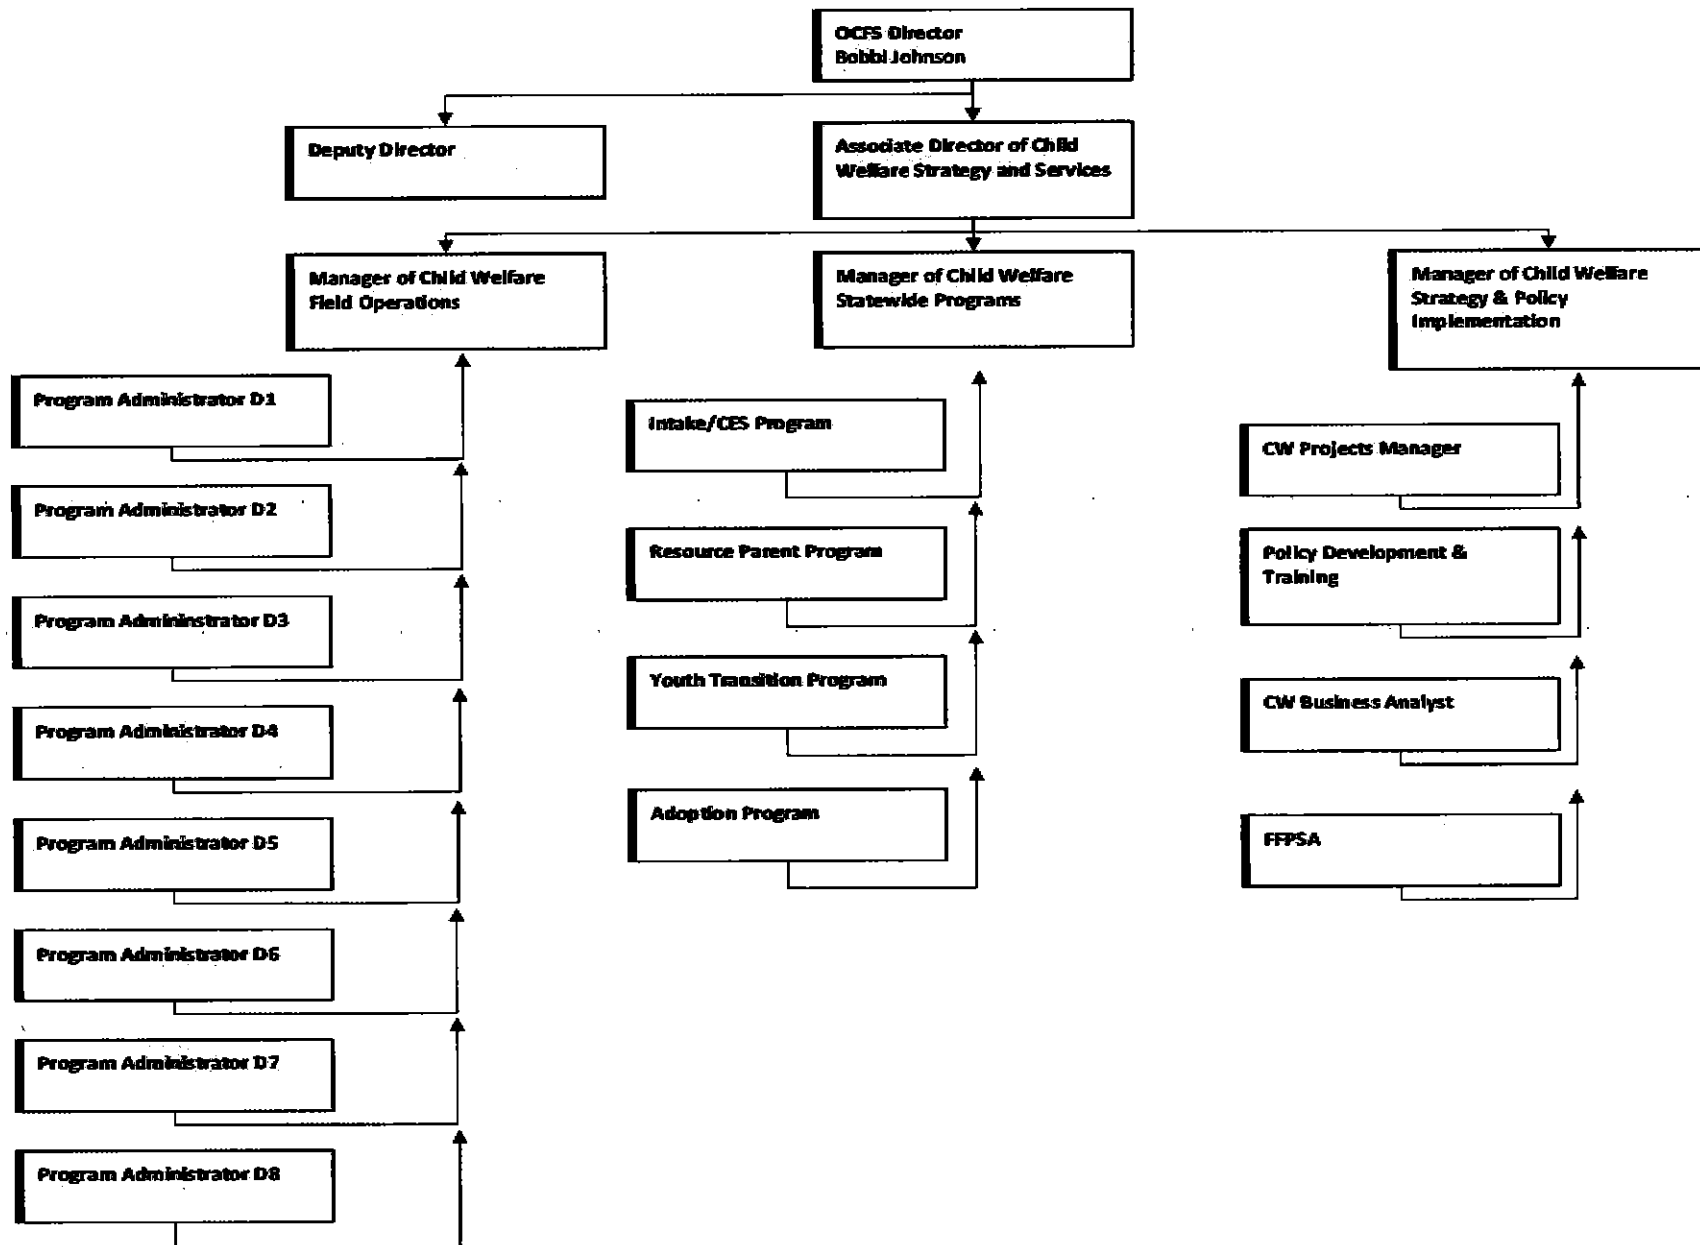 OCFS Director
Bobbi Johnson
Deputy Director
Associate Director of Child
Welfare Strategy and Services
Manager of Child Welfare
Field Operations
Manager of Child Welfare
Statewide Programs
Manager of Child Welfare
Strategy & Policy
Implementation
Program Administrator D1
Program Administrator D2
Program Admininstrator D3
Program Administrator D4
Program Administrator D5
Program Administrator D6
Program Administrator D7
Program Administrator D8
Intake/CES Program
Resource Parent Program
Youth Transition Program
Adoption Program
CW Projects Manager
Policy Development &
Training
CW Business Analyst
FFPSA